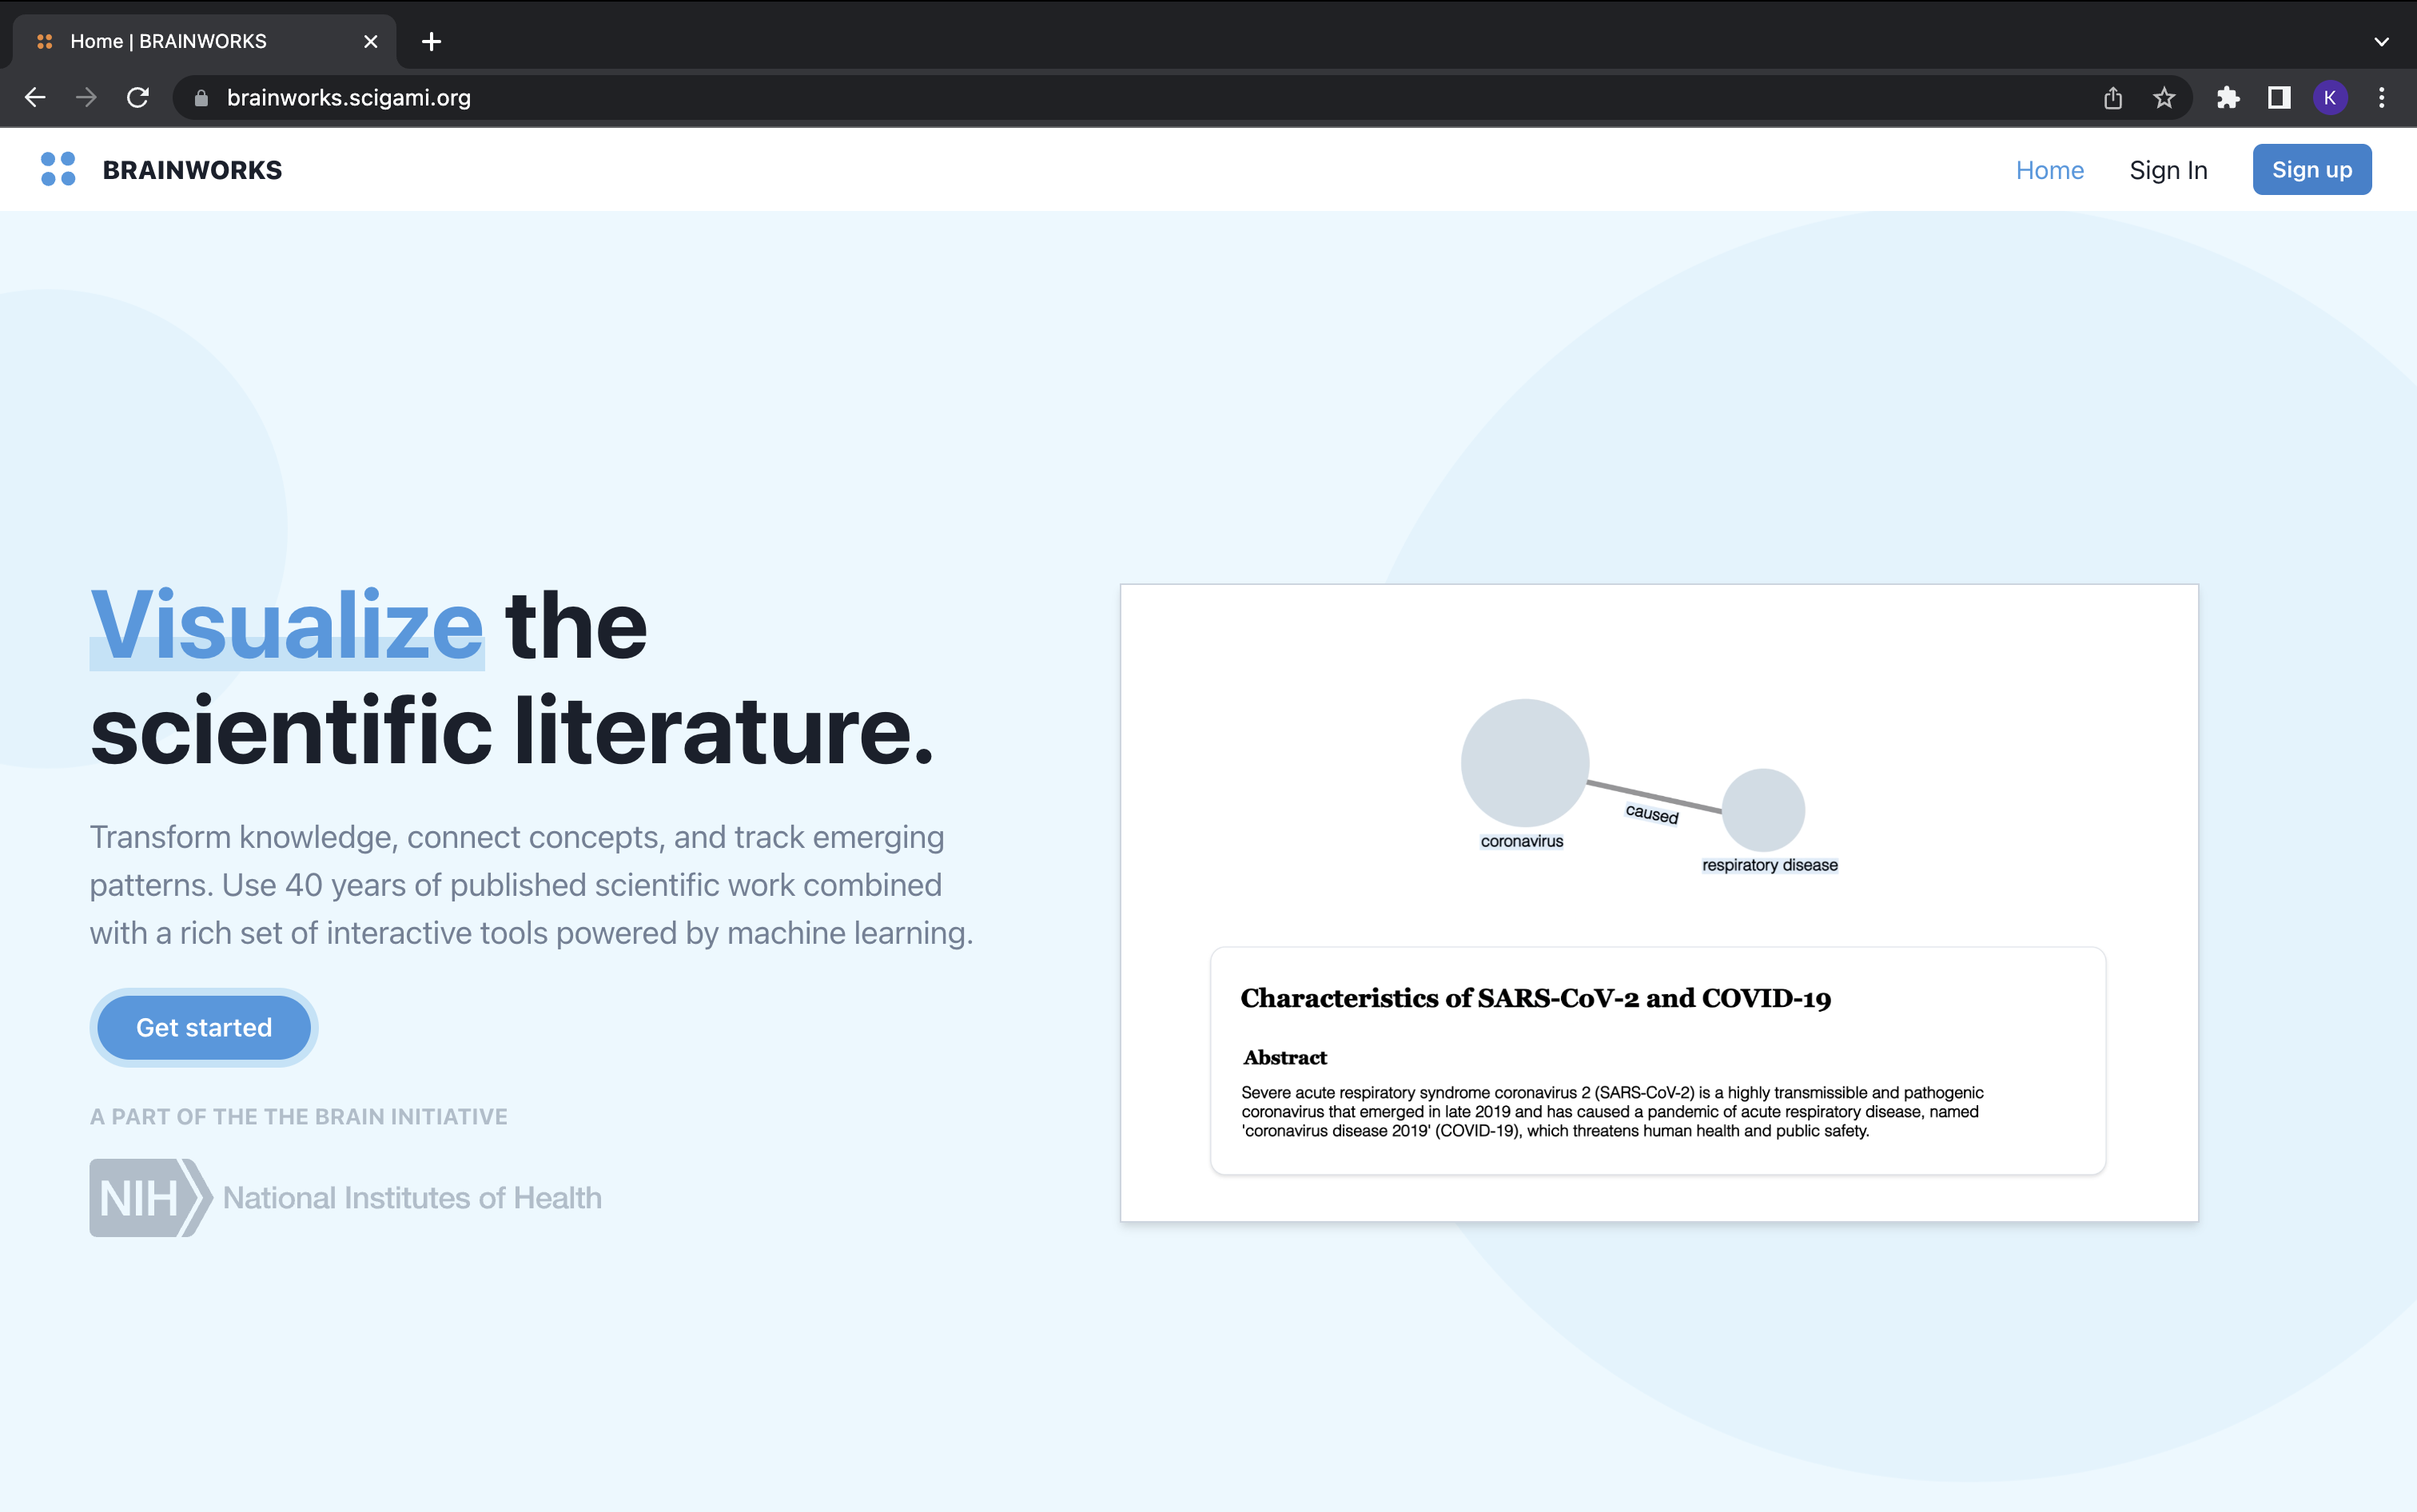 Home | BRAINWORKS
brainworks.scigami.org
K
BRAINWORKS
Home
Sign In
Sign up
Visualize the
scientific literature.
Transform knowledge, connect concepts, and track emerging
patterns. Use 40 years of published scientific work combined
with a rich set of interactive tools powered by machine learning.
Get started
A PART OF THE THE BRAIN INITIATIVE
NIH National Institutes of Health
caused
coronavirus
respiratory disease
Characteristics of SARS-CoV-2 and COVID-19
Abstract
Severe acute respiratory syndrome coronavirus 2 (SARS-CoV-2) is a highly transmissible and pathogenic
coronavirus that emerged in late 2019 and has caused a pandemic of acute respiratory disease, named
'coronavirus disease 2019' (COVID-19), which threatens human health and public safety.